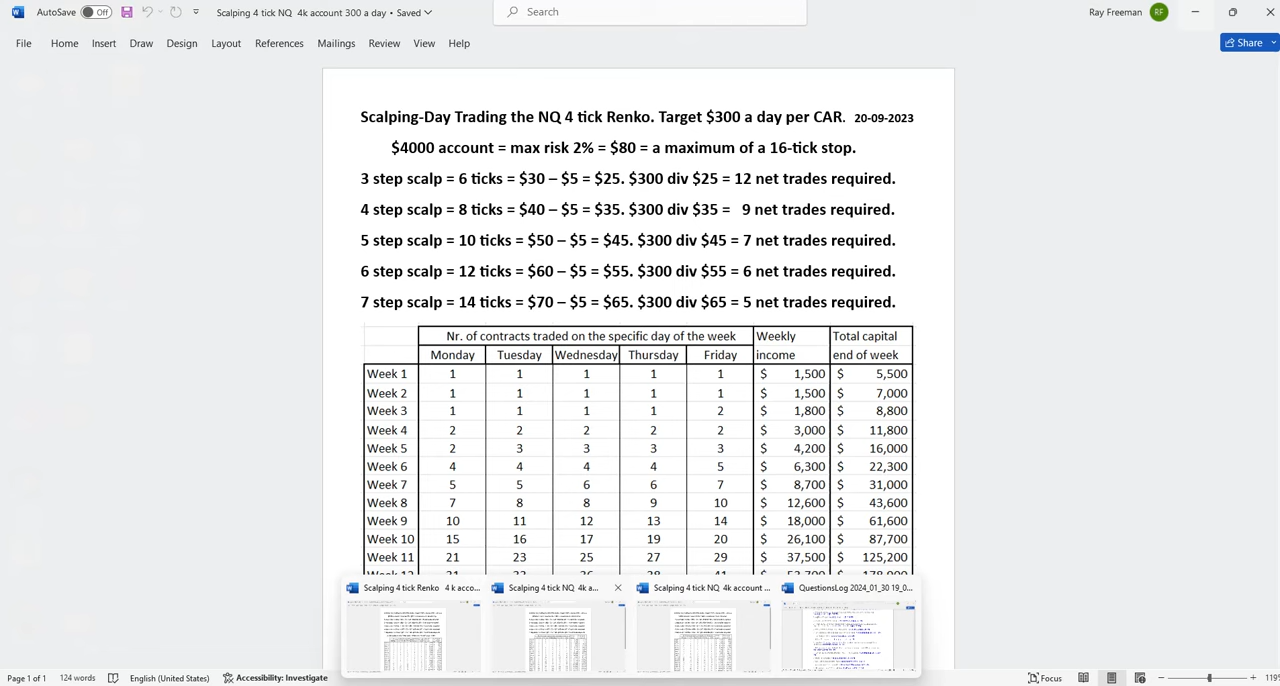 AutoSave Off Scalping 4 tick NQ 4k account 300 a day • Saved Search Ray Freeman RF
File Home Insert Draw Design Layout References Mailings Review View Help Share
Scalping-Day Trading the NQ 4 tick Renko. Target $300 a day per CAR. 20-09-2023
$4000 account = max risk 2% = $80 = a maximum of a 16-tick stop.
3 step scalp = 6 ticks = $30 – $5 = $25. $300 div $25 = 12 net trades required.
4 step scalp = 8 ticks = $40 – $5 = $35. $300 div $35 = 9 net trades required.
5 step scalp = 10 ticks = $50 – $5 = $45. $300 div $45 = 7 net trades required.
6 step scalp = 12 ticks = $60 – $5 = $55. $300 div $55 = 6 net trades required.
7 step scalp = 14 ticks = $70 – $5 = $65. $300 div $65 = 5 net trades required.
Nr. of contracts traded on the specific day of the week Weekly Total capital
Monday Tuesday Wednesday Thursday Friday income end of week
Week 1 1 1 1 1 1 $ 1,500 $ 5,500
Week 2 1 1 1 1 1 $ 1,500 $ 7,000
Week 3 1 1 1 1 2 $ 1,800 $ 8,800
Week 4 2 2 2 2 2 $ 3,000 $ 11,800
Week 5 2 3 3 3 3 $ 4,200 $ 16,000
Week 6 4 4 4 4 5 $ 6,300 $ 22,300
Week 7 5 5 6 6 7 $ 8,700 $ 31,000
Week 8 7 8 8 9 10 $ 12,600 $ 43,600
Week 9 10 11 12 13 14 $ 18,000 $ 61,600
Week 10 15 16 17 19 20 $ 26,100 $ 87,700
Week 11 21 23 25 27 29 $ 37,500 $ 125,200
Scalping 4 tick Renko 4 k acco... Scalping 4 tick NQ 4k a... Scalping 4 tick NQ 4k account ... QuestionsLog 2024_01_30 19_0...
Page 1 of 1 124 words English (United States) Accessibility: Investigate Focus 119%